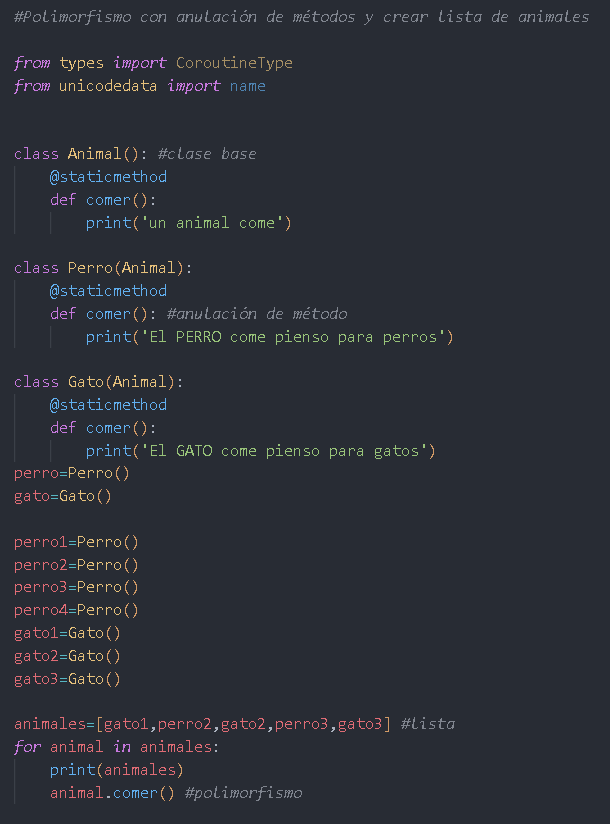 #Polimorfismo con anulación de métodos y crear lista de animales
from types import CoroutineType
from unicodedata import name
class Animal(): #clase base
    @staticmethod
    def comer():
        print('un animal come')
class Perro(Animal):
    @staticmethod
    def comer(): #anulación de método
        print('El PERRO come pienso para perros')
class Gato(Animal):
    @staticmethod
    def comer():
        print('El GATO come pienso para gatos')
perro=Perro()
gato=Gato()
perro1=Perro()
perro2=Perro()
perro3=Perro()
perro4=Perro()
gato1=Gato()
gato2=Gato()
gato3=Gato()
animales=[gato1,perro2,gato2,perro3,gato3] #lista
for animal in animales:
    print(animales)
    animal.comer() #polimorfismo